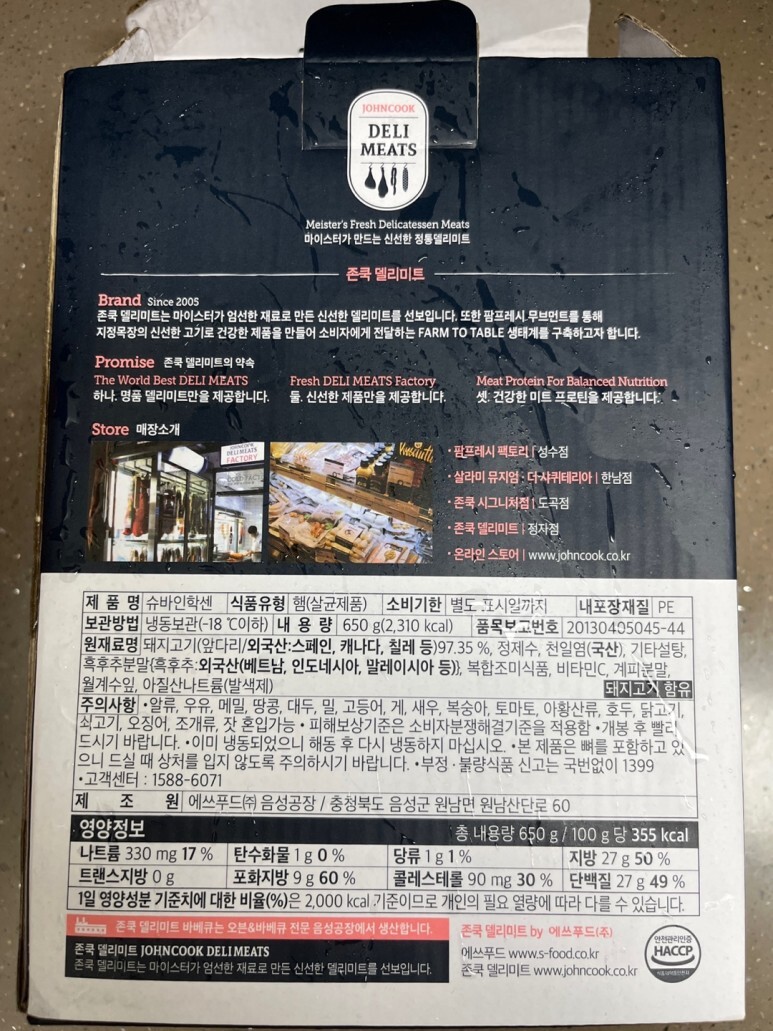 JOHNCOOK
DELI
MEATS
Meister's Fresh Delicatessen Meats
마이스터가 만드는 신선한 정통델리미트
존쿡 델리미트
Brand Since 2005
존쿡 델리미트는 마이스터가 엄선한 재료로 만든 신선한 델리미트를 선보입니다. 또한 팜프레시 무브먼트를 통해
지정목장의 신선한 고기로 건강한 제품을 만들어 소비자에게 전달하는 FARM TO TABLE 생태계를 구축하고자 합니다.
Promise 존쿡 델리미트의 약속
The World Best DELI MEATS Fresh DELI MEATS Factory Meat Protein For Balanced Nutrition
하나. 명품 델리미트만을 제공합니다. 둘. 신선한 제품만을 제공합니다. 셋. 건강한 미트 프로틴을 제공합니다.
Store 매장소개
DELI MEATS
FACTORY
• 팜프레시 팩토리 | 성수점
• 살라미 뮤지엄 · 더 샤퀴테리아 | 한남점
• 존쿡 시그니처점 | 도곡점
• 존쿡 델리미트 | 정자점
• 온라인 스토어 | www.johncook.co.kr
제 품 명 슈바인학센 식품유형 햄(살균제품) 소비기한 별도 표시일까지 내포장재질 PE
보관방법 냉동보관(-18 ℃이하) 내 용 량 650 g(2,310 kcal) 품목보고번호 20130405045-44
원재료명 돼지고기(앞다리/외국산:스페인, 캐나다, 칠레 등)97.35 %, 정제수, 천일염(국산), 기타설탕,
흑후추분말{흑후추:외국산(베트남, 인도네시아, 말레이시아 등)}, 복합조미식품, 비타민C, 계피분말,
월계수잎, 아질산나트륨(발색제) 돼지고기 함유
주의사항 •알류, 우유, 메밀, 땅콩, 대두, 밀, 고등어, 게, 새우, 복숭아, 토마토, 아황산류, 호두, 닭고기,
쇠고기, 오징어, 조개류, 잣 혼입가능 • 피해보상기준은 소비자분쟁해결기준을 적용함 •개봉 후 빨리
드시기 바랍니다. •이미 냉동되었으니 해동 후 다시 냉동하지 마십시오. •본 제품은 뼈를 포함하고 있
으니 드실 때 상처를 입지 않도록 주의하시기 바랍니다. •부정 · 불량식품 신고는 국번없이 1399
•고객센터 : 1588-6071
제 조 원 에쓰푸드㈜ 음성공장 / 충청북도 음성군 원남면 원남산단로 60
영양정보 총 내용량 650 g / 100 g 당 355 kcal
나트륨 330 mg 17 % 탄수화물 1 g 0 % 당류 1 g 1 % 지방 27 g 50 %
트랜스지방 0 g 포화지방 9 g 60 % 콜레스테롤 90 mg 30 % 단백질 27 g 49 %
1일 영양성분 기준치에 대한 비율(%)은 2,000 kcal 기준이므로 개인의 필요 열량에 따라 다를 수 있습니다.
존쿡 델리미트 바베큐는 오븐&바베큐 전문 음성공장에서 생산합니다.
존쿡 델리미트 JOHNCOOK DELI MEATS
존쿡 델리미트는 마이스터가 엄선한 재료로 만든 신선한 델리미트를 선보입니다.
존쿡 델리미트 by 에쓰푸드(주)
에쓰푸드 www.s-food.co.kr
존쿡 델리미트 www.johncook.co.kr
안전관리인증
HACCP